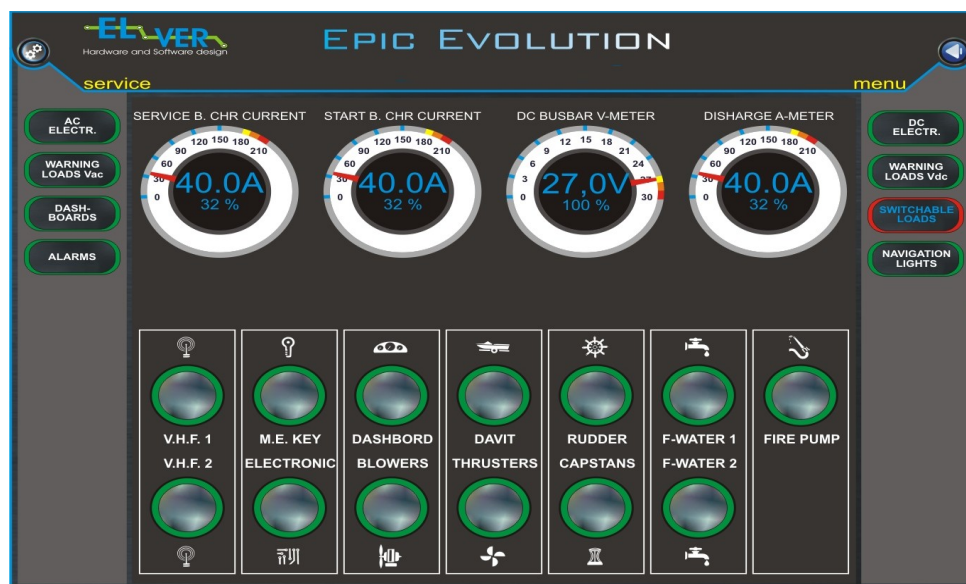 EL-VER
Hardware and Software design
EPIC EVOLUTION
service
menu
AC
ELECTR.
WARNING
LOADS Vac
DASH-
BOARDS
ALARMS
SERVICE B. CHR CURRENT
0
30
60
90
120
150
180
210
40.0A
32 %
START B. CHR CURRENT
0
30
60
90
120
150
180
210
40.0A
32 %
DC BUSBAR V-METER
0
3
6
9
12
15
18
21
24
27
30
27,0V
100 %
DISHARGE A-METER
0
30
60
90
120
150
180
210
40.0A
32 %
DC
ELECTR.
WARNING
LOADS Vdc
SWITCHABLE
LOADS
NAVIGATION
LIGHTS
V.H.F. 1
M.E. KEY
DASHBORD
DAVIT
RUDDER
F-WATER 1
FIRE PUMP
V.H.F. 2
ELECTRONIC
BLOWERS
THRUSTERS
CAPSTANS
F-WATER 2